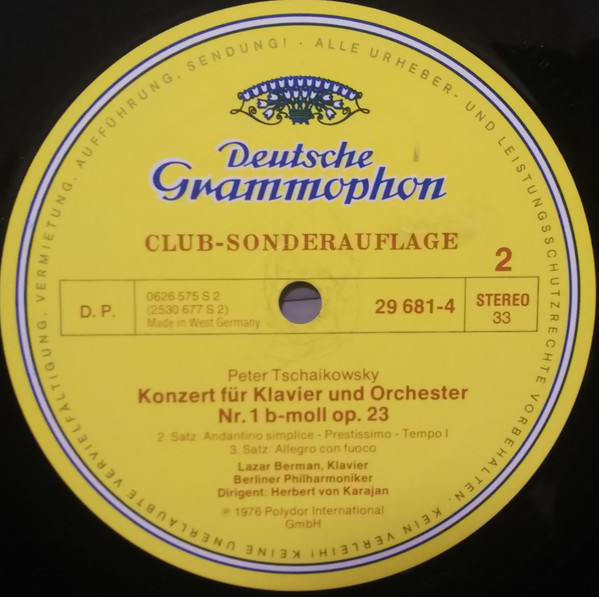 ALLE URHEBER- UND LEISTUNGSSCHUTZRECHTE VORBEHALTEN. KEIN VERLEIH! KEINE UNERLAUBTE VERVIELFÄLTIGUNG, VERMIETUNG, AUFFÜHRUNG, SENDUNG! ·
Deutsche
Grammophon
CLUB-SONDERAUFLAGE
2
D. P.
0626 575 S 2
(2530 677 S 2)
Made in West Germany
29 681-4
STEREO
33
Peter Tschaikowsky
Konzert für Klavier und Orchester
Nr. 1 b-moll op. 23
2. Satz: Andantino simplice - Prestissimo - Tempo I
3. Satz: Allegro con fuoco
Lazar Berman, Klavier
Berliner Philharmoniker
Dirigent: Herbert von Karajan
℗ 1976 Polydor International
GmbH